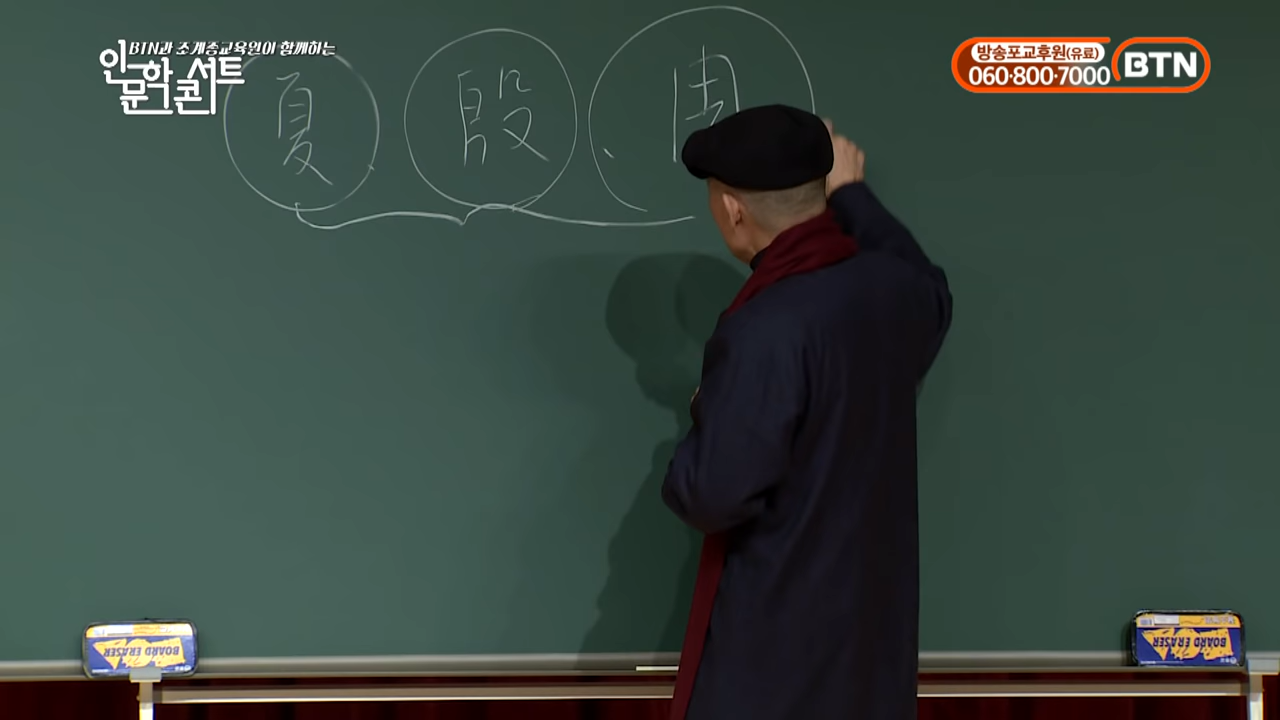 BTN과 조계종교육원이 함께하는
인문학 콘서트
방송포교후원(유료)
060·800·7000
BTN
夏 殷 周
BOARD ERASER
BOARD ERASER